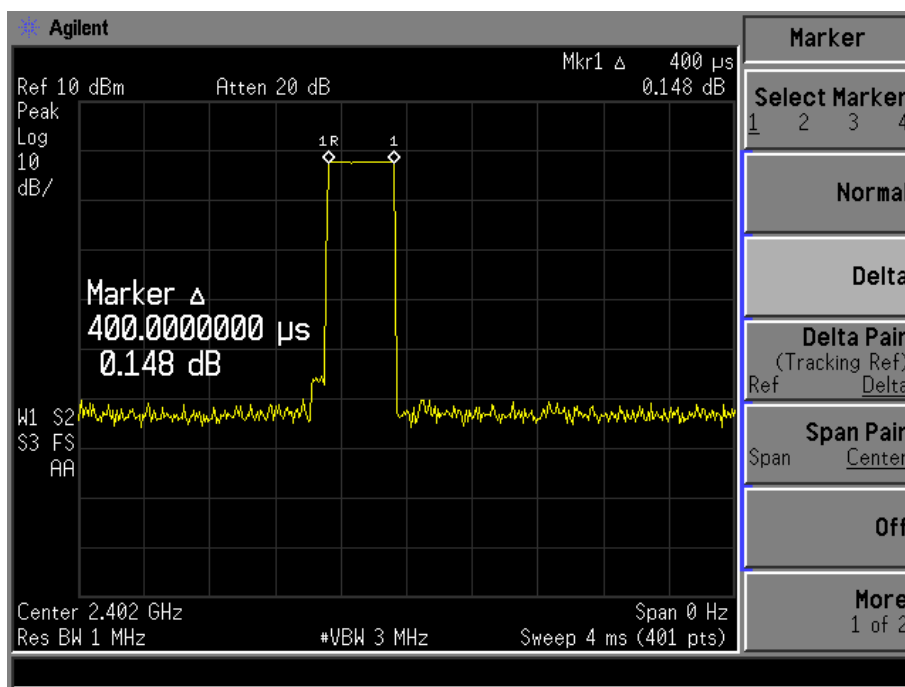 Agilent
Marker
Mkr1 Δ 400 µs
Ref 10 dBm Atten 20 dB 0.148 dB
Peak
Log
10
dB/
1R 1
Marker Δ
400.0000000 µs
0.148 dB
W1 S2
S3 FS
AA
Center 2.402 GHz Span 0 Hz
Res BW 1 MHz #VBW 3 MHz Sweep 4 ms (401 pts)
Select Marker
1 2 3 4
Normal
Delta
Delta Pair
(Tracking Ref)
Ref Delta
Span Pair
Span Center
Off
More
1 of 2